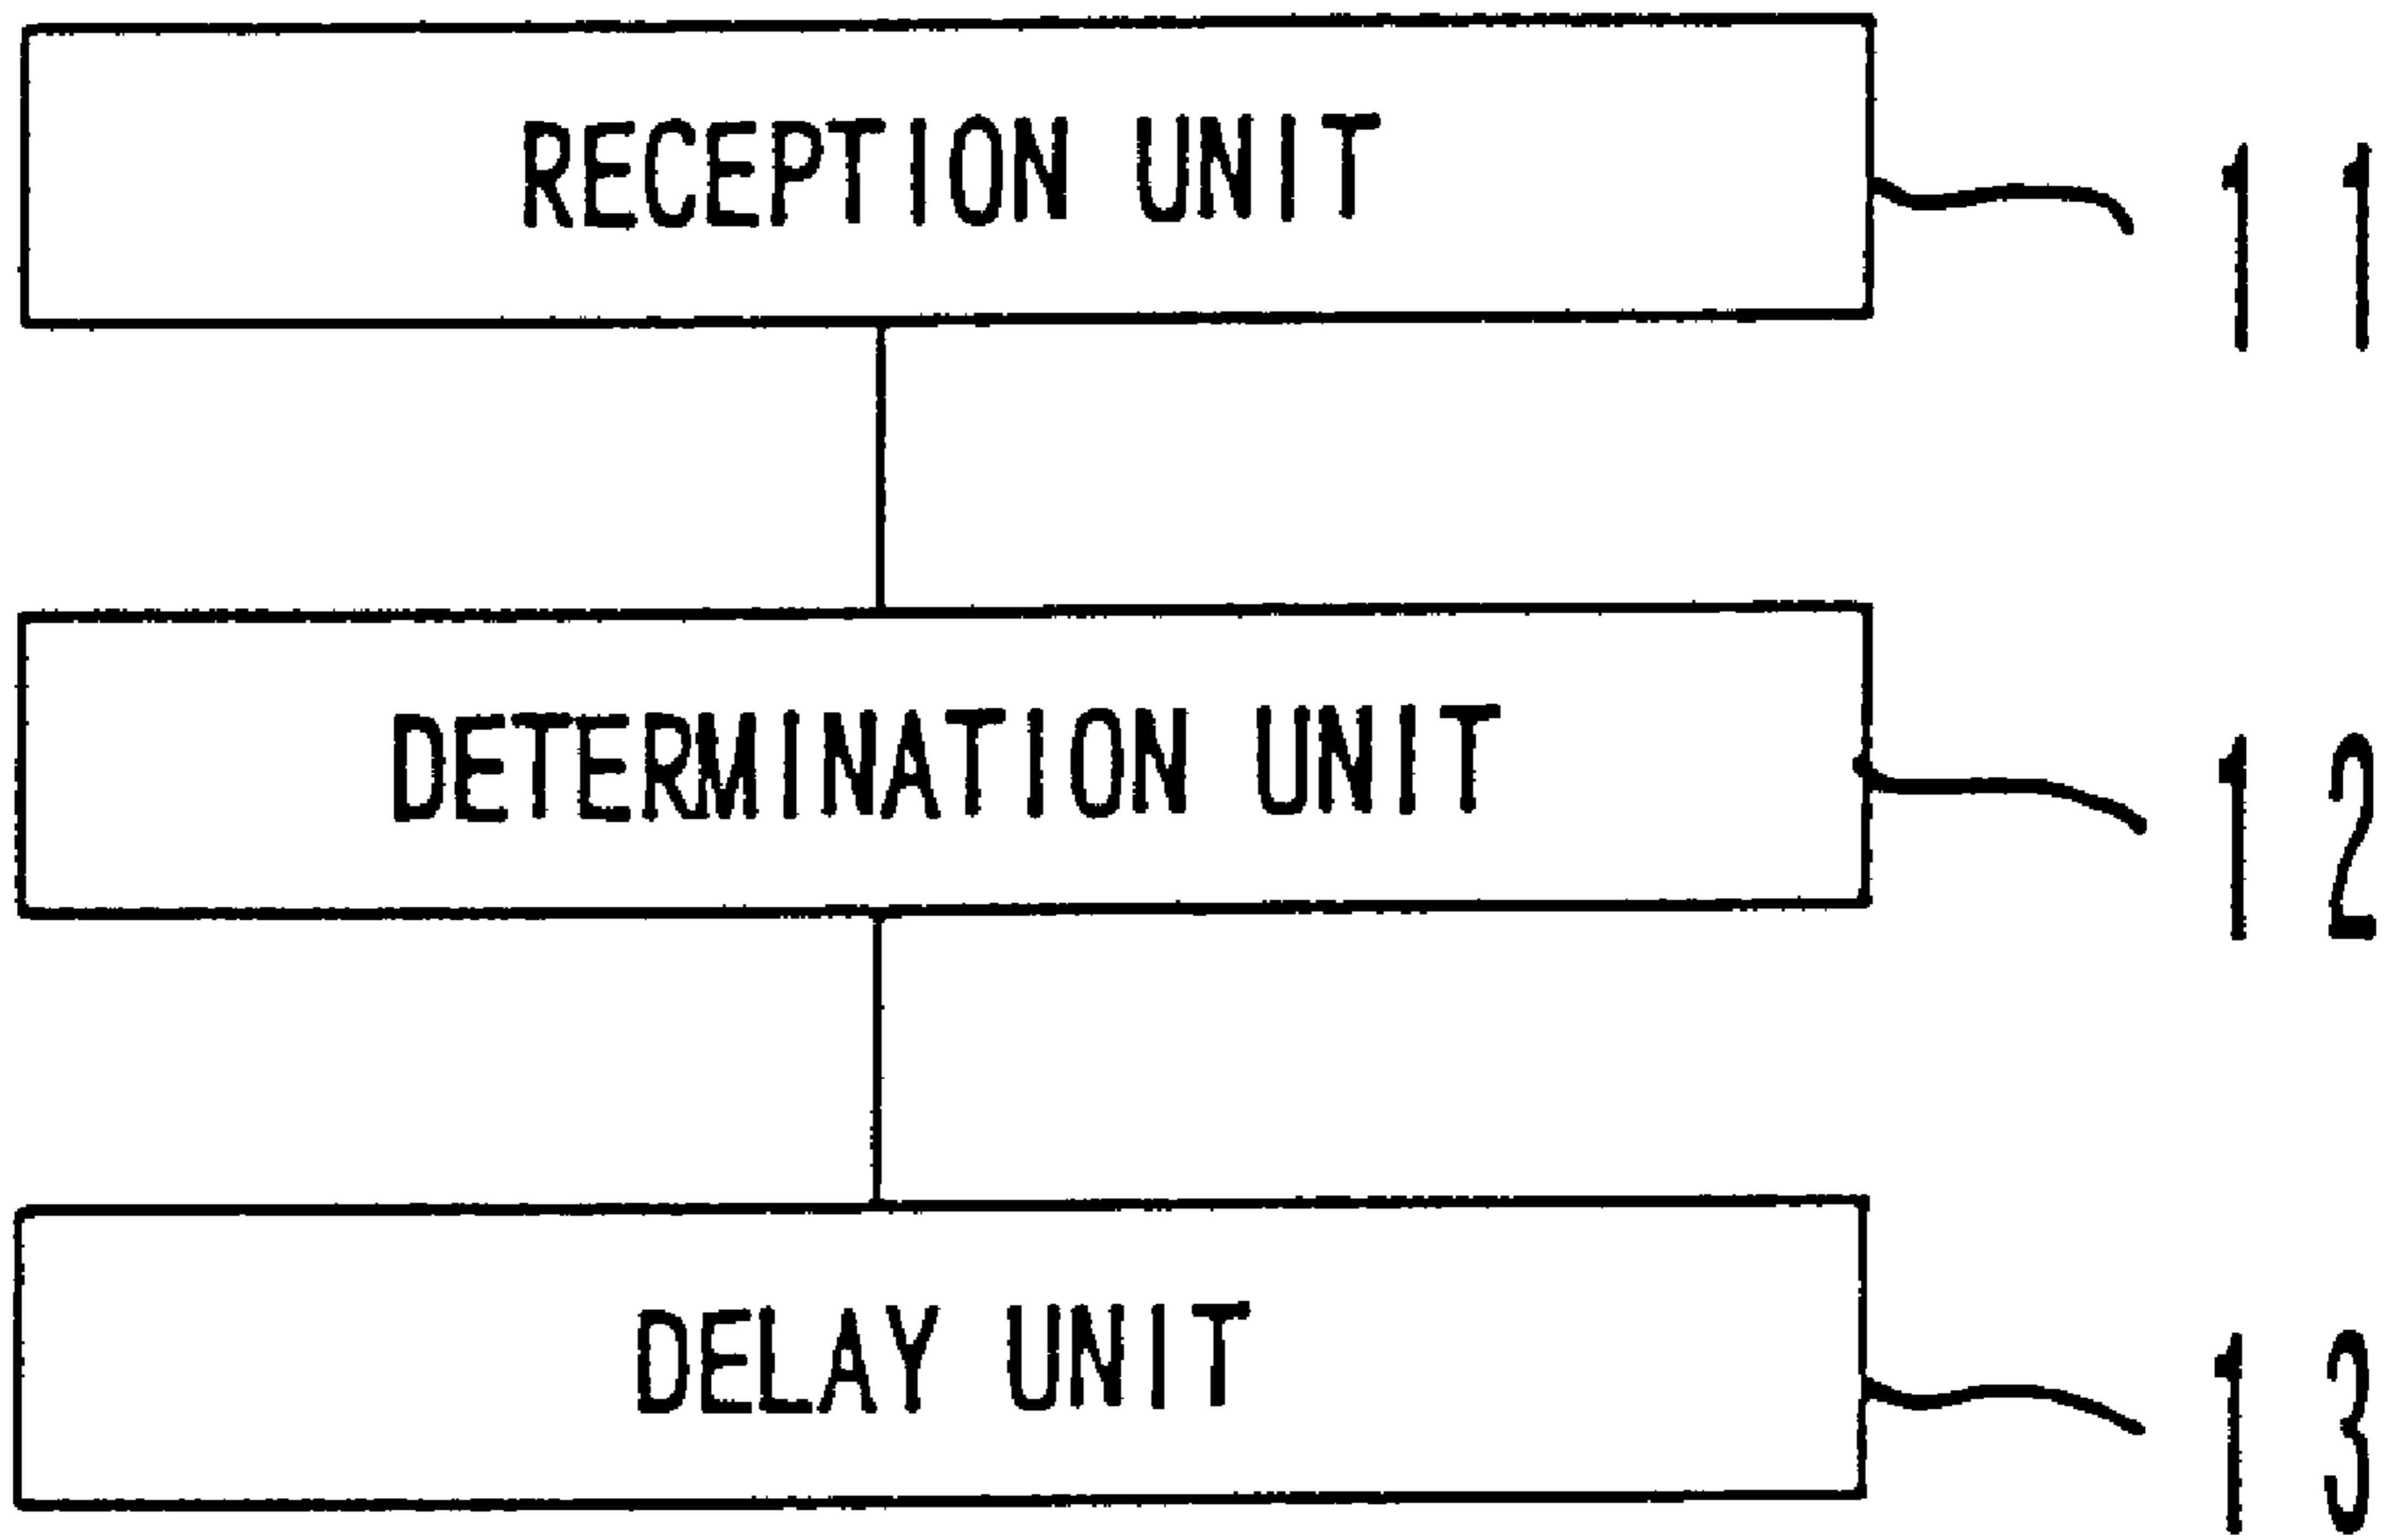 RECEPTION UNIT 11
DETERMINATION UNIT 12
DELAY UNIT 13